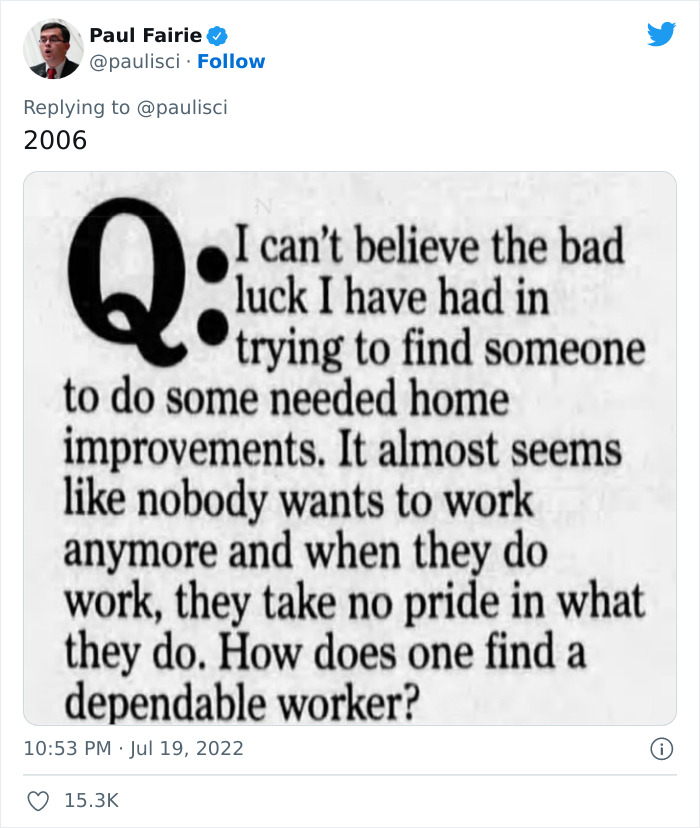 Paul Fairie
@paulisci · Follow
Replying to @paulisci
2006
Q: I can't believe the bad
luck I have had in
trying to find someone
to do some needed home
improvements. It almost seems
like nobody wants to work
anymore and when they do
work, they take no pride in what
they do. How does one find a
dependable worker?
10:53 PM · Jul 19, 2022
15.3K